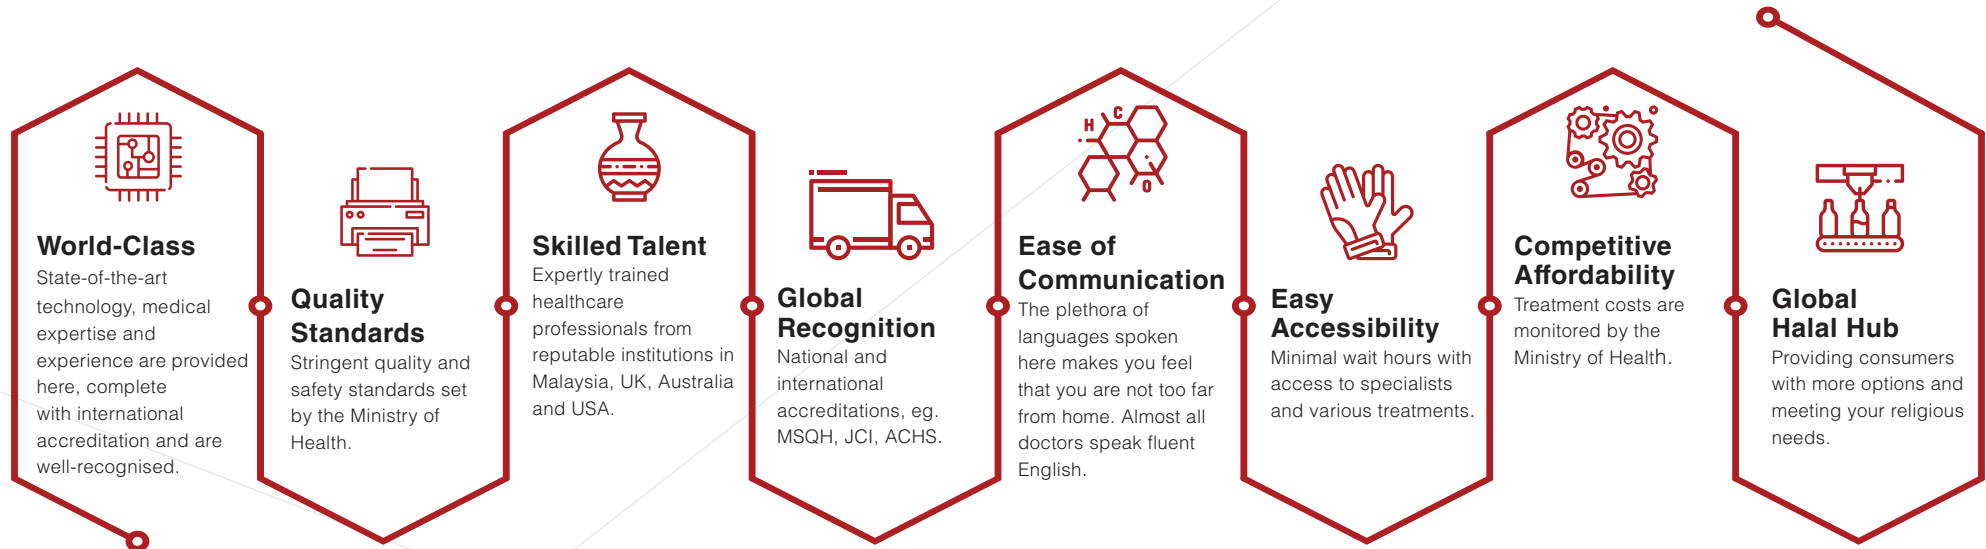 World-Class
State-of-the-art
technology, medical
expertise and
experience are provided
here, complete
with international
accreditation and are
well-recognised.
Quality
Standards
Stringent quality and
safety standards set
by the Ministry of
Health.
Skilled Talent
Expertly trained
healthcare
professionals from
reputable institutions in
Malaysia, UK, Australia
and USA.
Global
Recognition
National and
international
accreditations, eg.
MSQH, JCI, ACHS.
H
C
O
Ease of
Communication
The plethora of
languages spoken
here makes you feel
that you are not too far
from home. Almost all
doctors speak fluent
English.
Easy
Accessibility
Minimal wait hours with
access to specialists
and various treatments.
Competitive
Affordability
Treatment costs are
monitored by the
Ministry of Health.
Global
Halal Hub
Providing consumers
with more options and
meeting your religious
needs.